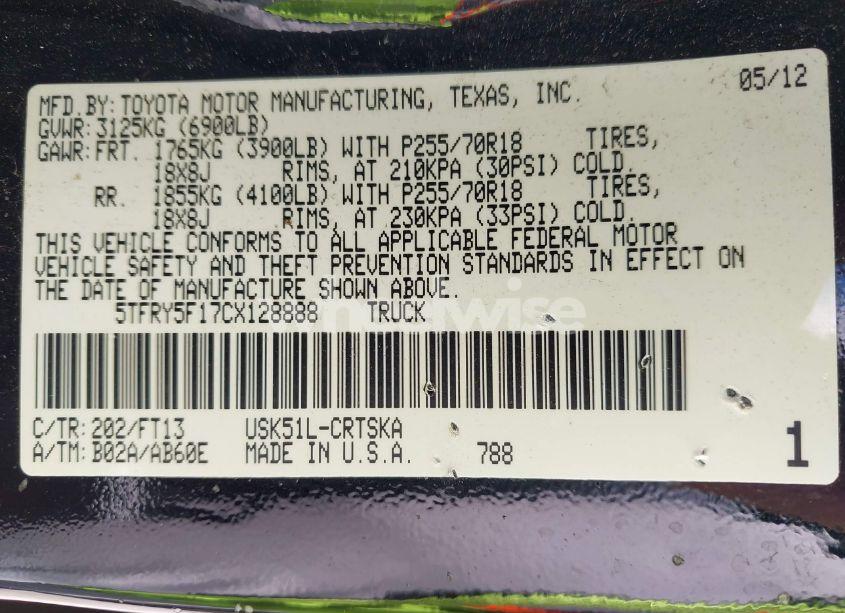 05/12
MFD.BY:TOYOTA MOTOR MANUFACTURING, TEXAS, INC.
GVWR:3125KG (6900LB)
GAWR:FRT. 1765KG (3900LB) WITH P255/70R18 TIRES,
18X8J RIMS, AT 210KPA (30PSI) COLD.
RR. 1855KG (4100LB) WITH P255/70R18 TIRES,
18X8J RIMS, AT 230KPA (33PSI) COLD.
THIS VEHICLE CONFORMS TO ALL APPLICABLE FEDERAL MOTOR
VEHICLE SAFETY AND THEFT PREVENTION STANDARDS IN EFFECT ON
THE DATE OF MANUFACTURE SHOWN ABOVE.
5TFRY5F17CX128888 TRUCK
C/TR:202/FT13 USK51L-CRTSKA
A/TM:B02A/AB60E MADE IN U.S.A. 788 1